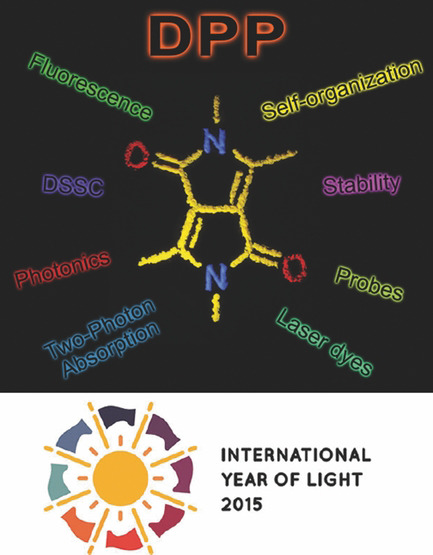 DPP
Fluorescence
Self-organization
O
N
DSSC
Stability
Photonics
N
O
Probes
Two-Photon
Absorption
Laser dyes
INTERNATIONAL
YEAR OF LIGHT
2015